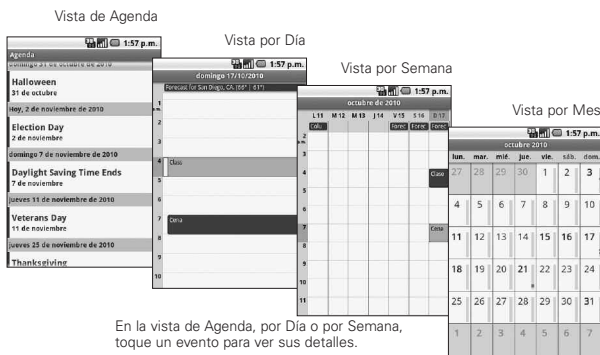 Vista de Agenda
1:57 p.m.
Agenda
domingo 31 de octubre de 2010
Halloween
31 de octubre
Hoy, 2 de noviembre de 2010
Election Day
2 de noviembre
domingo 7 de noviembre de 2010
Daylight Saving Time Ends
7 de noviembre
jueves 11 de noviembre de 2010
Veterans Day
11 de noviembre
jueves 25 de noviembre de 2010
Thanksgiving
Vista por Día
1:57 p.m.
domingo 17/10/2010
Forecast for San Diego, CA (66° | 61°)
1
2
3
4 Clase
5
6
7 Cena
8
9
10
Vista por Semana
1:57 p.m.
octubre de 2010
L 11 M 12 M 13 J 14 V 15 S 16 D 17
Colu Forec Forec Forec
2
3
4 Clase
5
6
7 Cena
8
9
10
11
Vista por Mes
1:57 p.m.
octubre 2010
lun. mar. mié. jue. vie. sáb. dom.
27 28 29 30 1 2 3
4 5 6 7 8 9 10
11 12 13 14 15 16 17
18 19 20 21 22 23 24
25 26 27 28 29 30 31
1 2 3 4 5 6 7
En la vista de Agenda, por Día o por Semana,
toque un evento para ver sus detalles.